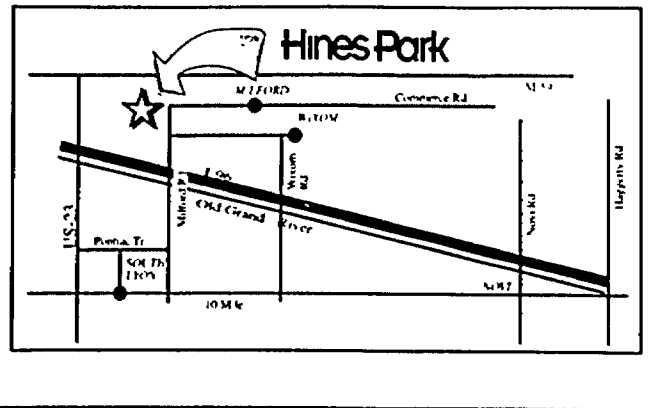 Hines Park
MILFORD
Commerce Rd
WIXOM
Wixom Rd
I-96
Milford Rd
Old Grand River
US-23
Pontiac Tr
SOUTH LYON
10 Mile
Novi Rd
NOVI
Haggerty Rd